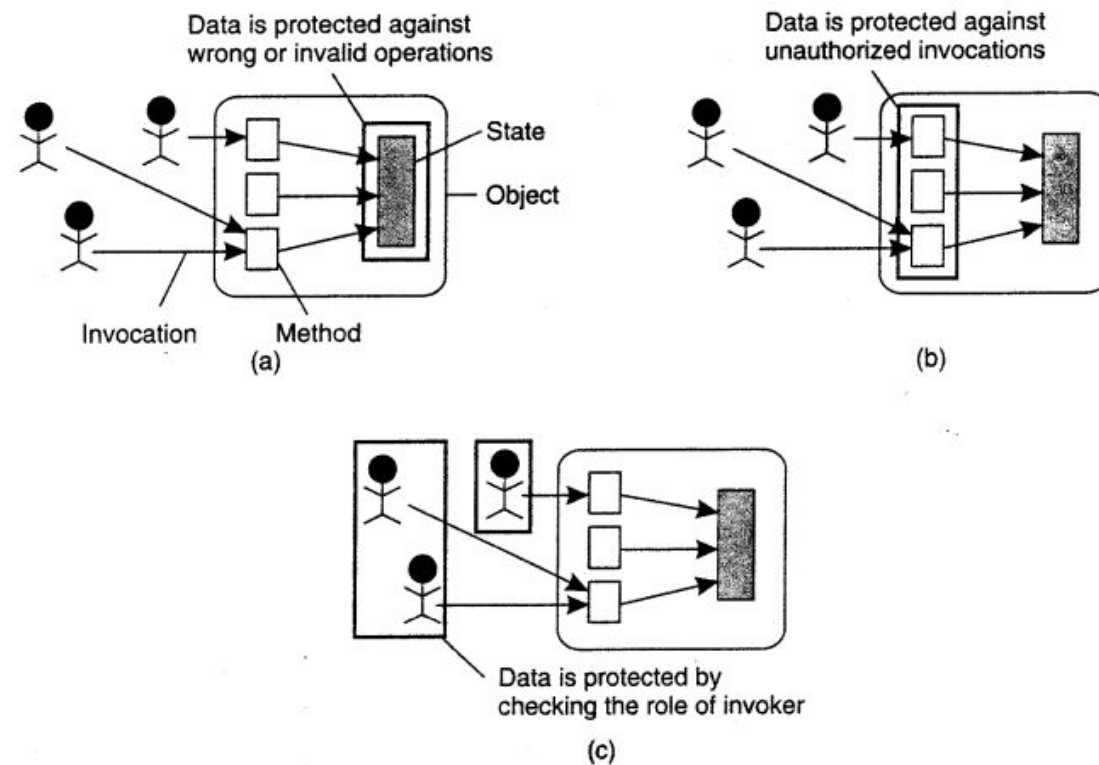 Data is protected against
wrong or invalid operations
State
Object
Invocation
Method
(a)
Data is protected against
unauthorized invocations
(b)
Data is protected by
checking the role of invoker
(c)